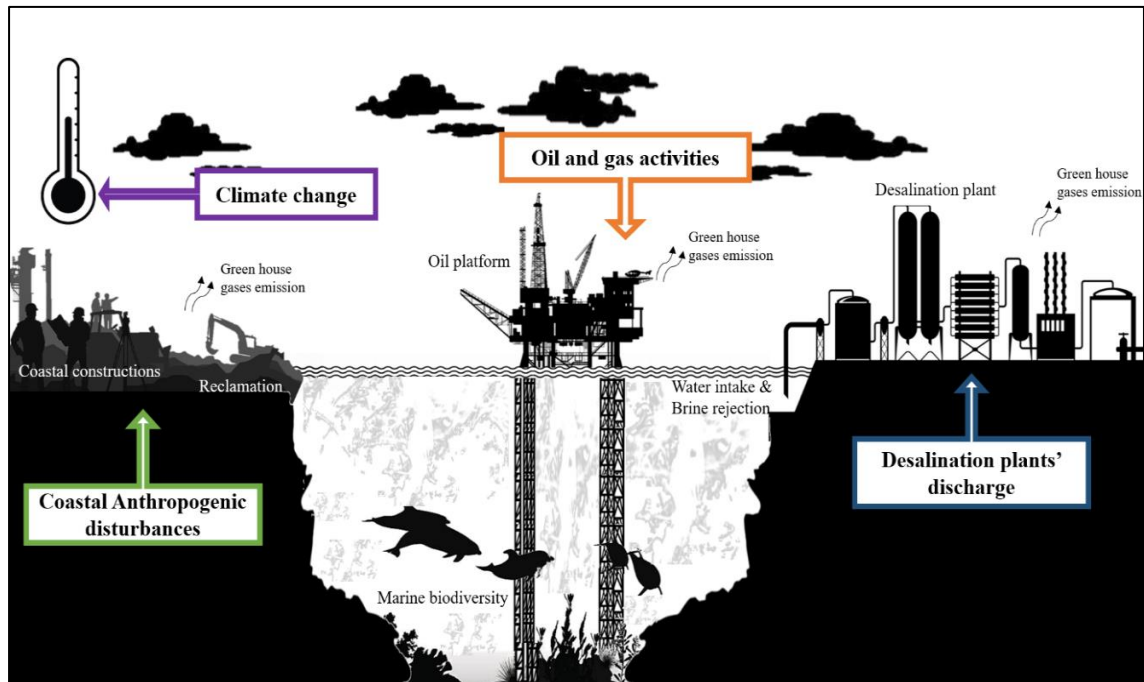 Oil and gas activities
Climate change
Desalination plant
Green house
gases emission
Green house
gases emission
Oil platform
Green house
gases emission
Coastal constructions
Reclamation
Water intake &
Brine rejection
Coastal Anthropogenic
disturbances
Desalination plants’
discharge
Marine biodiversity